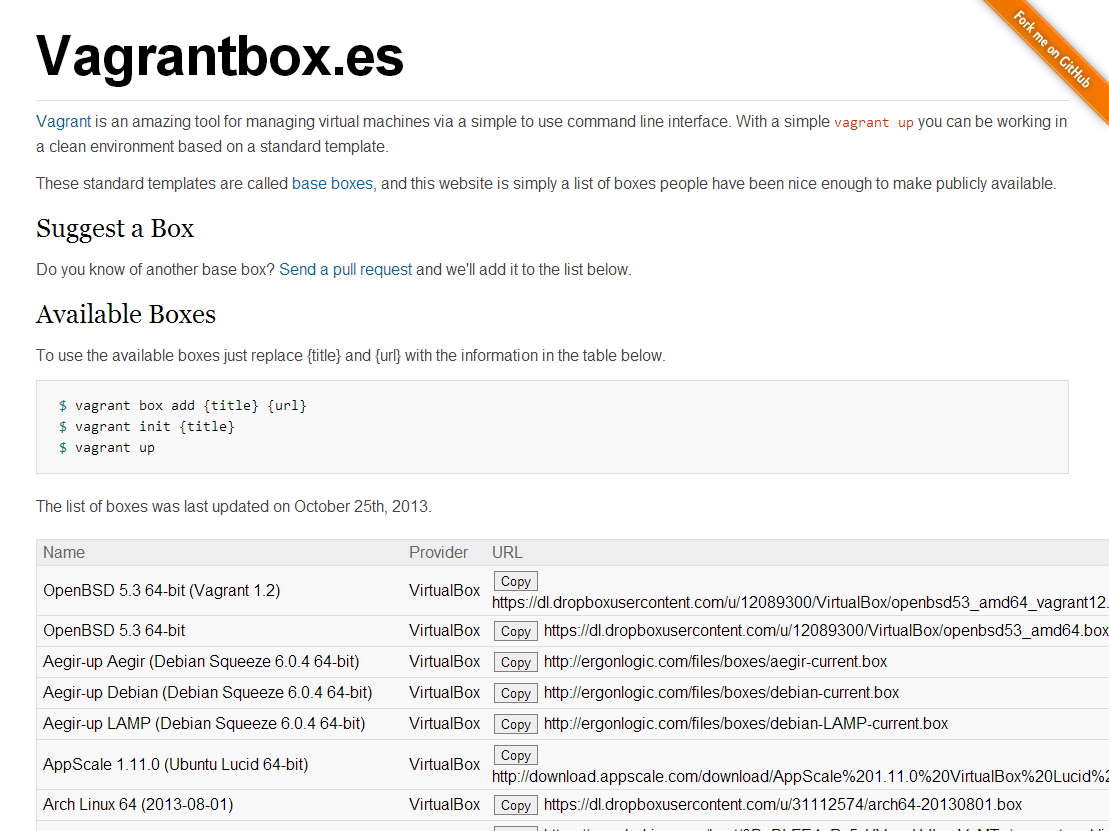 Fork me on GitHub
Vagrantbox.es
Vagrant is an amazing tool for managing virtual machines via a simple to use command line interface. With a simple vagrant up you can be working in
a clean environment based on a standard template.
These standard templates are called base boxes, and this website is simply a list of boxes people have been nice enough to make publicly available.
Suggest a Box
Do you know of another base box? Send a pull request and we'll add it to the list below.
Available Boxes
To use the available boxes just replace {title} and {url} with the information in the table below.
$ vagrant box add {title} {url}
$ vagrant init {title}
$ vagrant up
The list of boxes was last updated on October 25th, 2013.
Name Provider URL
OpenBSD 5.3 64-bit (Vagrant 1.2) VirtualBox Copy
https://dl.dropboxusercontent.com/u/12089300/VirtualBox/openbsd53_amd64_vagrant12.
OpenBSD 5.3 64-bit VirtualBox Copy https://dl.dropboxusercontent.com/u/12089300/VirtualBox/openbsd53_amd64.box
Aegir-up Aegir (Debian Squeeze 6.0.4 64-bit) VirtualBox Copy http://ergonlogic.com/files/boxes/aegir-current.box
Aegir-up Debian (Debian Squeeze 6.0.4 64-bit) VirtualBox Copy http://ergonlogic.com/files/boxes/debian-current.box
Aegir-up LAMP (Debian Squeeze 6.0.4 64-bit) VirtualBox Copy http://ergonlogic.com/files/boxes/debian-LAMP-current.box
AppScale 1.11.0 (Ubuntu Lucid 64-bit) VirtualBox Copy
http://download.appscale.com/download/AppScale%201.11.0%20VirtualBox%20Lucid%2
Arch Linux 64 (2013-08-01) VirtualBox Copy https://dl.dropboxusercontent.com/u/31112574/arch64-20130801.box